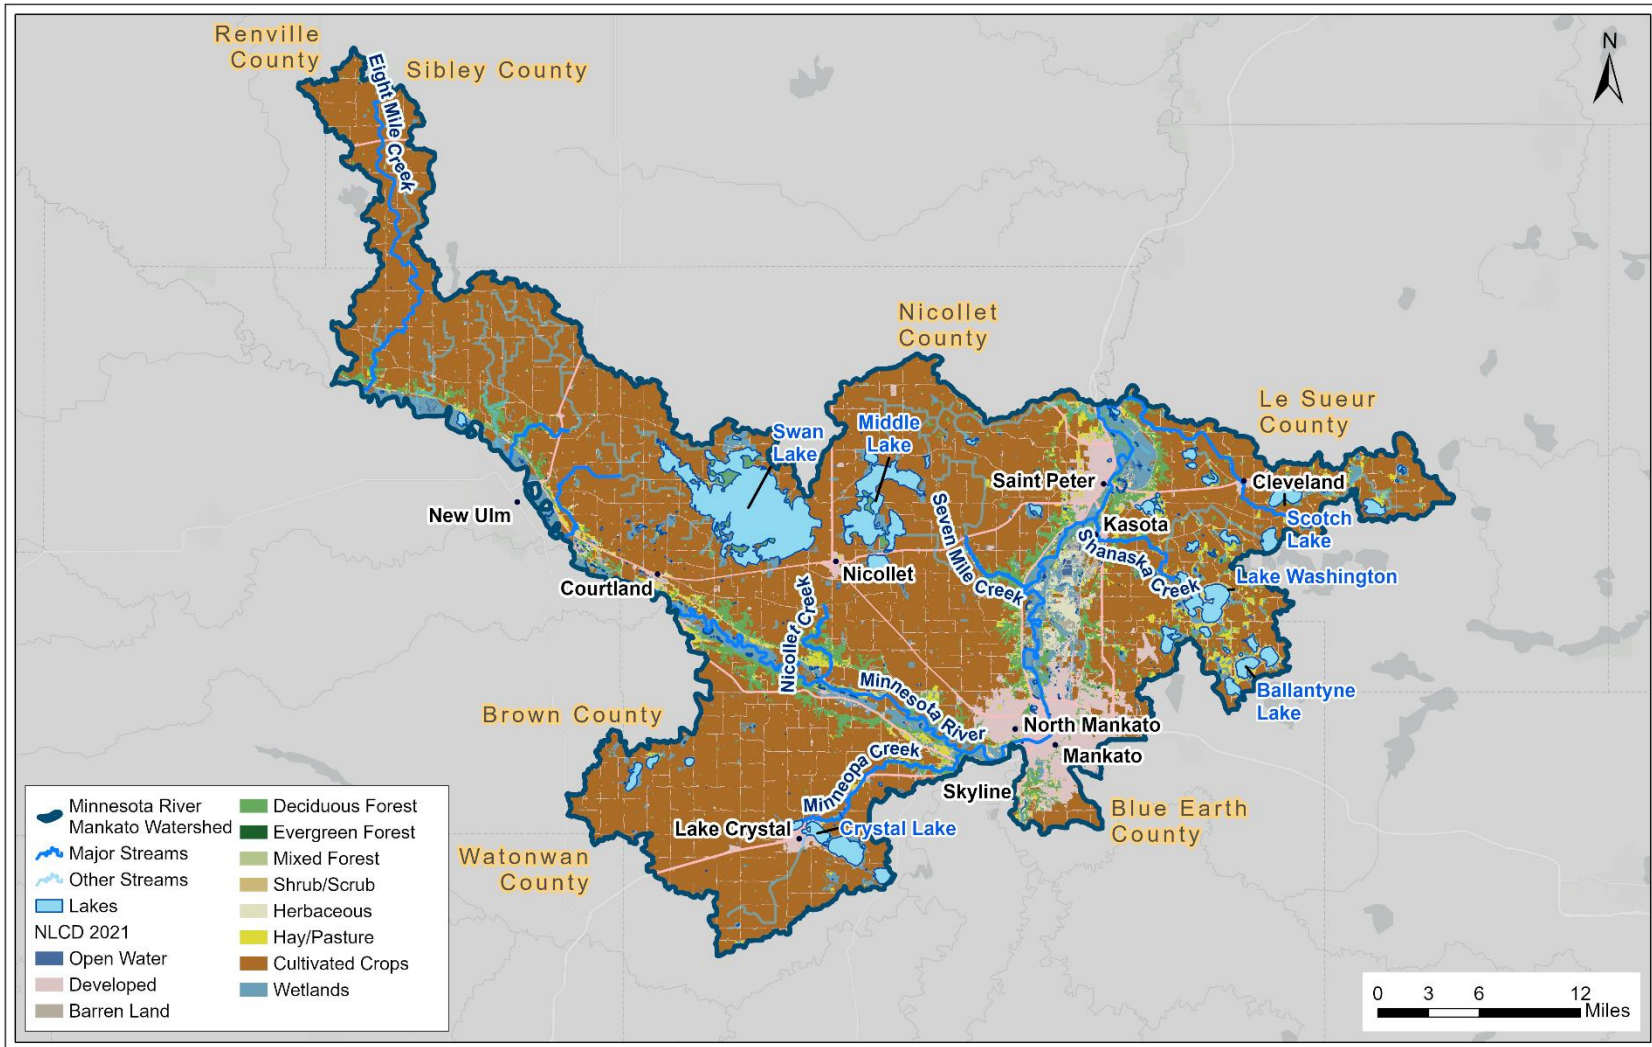 Renville
County
Sibley County
N
Eight Mile Creek
Nicollet
County
Le Sueur
County
Swan
Lake
Middle
Lake
Saint Peter
Cleveland
New Ulm
Seven Mile Creek
Kasota
Scotch
Lake
Shanaska Creek
Lake Washington
Courtland
Nicollet
Nicollet Creek
Minnesota River
Ballantyne
Lake
Brown County
North Mankato
Mankato
Minneopa Creek
Skyline
Blue Earth
County
Lake Crystal
Crystal Lake
Watonwan
County
Minnesota River
Mankato Watershed
Major Streams
Other Streams
Lakes
NLCD 2021
Open Water
Developed
Barren Land
Deciduous Forest
Evergreen Forest
Mixed Forest
Shrub/Scrub
Herbaceous
Hay/Pasture
Cultivated Crops
Wetlands
0 3 6 12
Miles